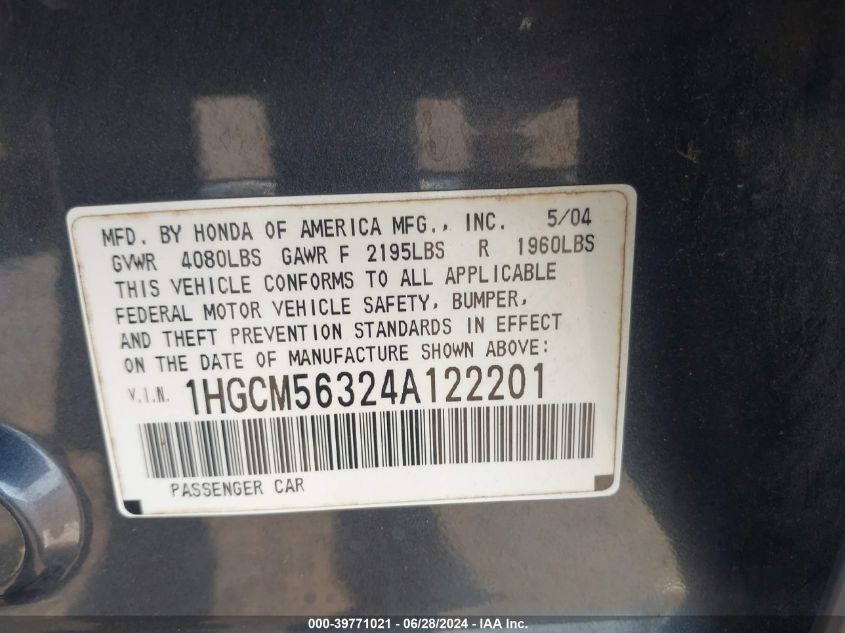 MFD. BY HONDA OF AMERICA MFG., INC. 5/04
GVWR 4080LBS GAWR F 2195LBS R 1960LBS
THIS VEHICLE CONFORMS TO ALL APPLICABLE
FEDERAL MOTOR VEHICLE SAFETY, BUMPER,
AND THEFT PREVENTION STANDARDS IN EFFECT
ON THE DATE OF MANUFACTURE SHOWN ABOVE:
V.I.N. 1HGCM56324A122201
PASSENGER CAR
000-39771021 - 06/28/2024 - IAA Inc.